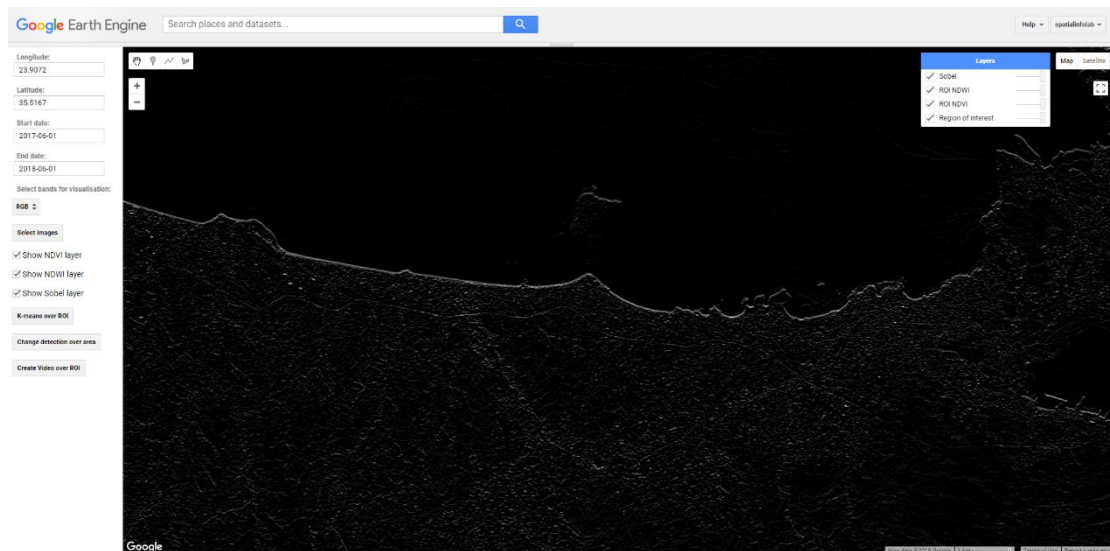 Google Earth Engine
Search places and datasets...
Help
spatialinfolab
Longitude:
23.9072
Latitude:
35.5167
Start date:
2017-06-01
End date:
2018-06-01
Select bands for visualisation:
RGB
Select Images
Show NDVI layer
Show NDWI layer
Show Sobel layer
K-means over ROI
Change detection over area
Create Video over ROI
+
−
Layers
Sobel
ROI NDWI
ROI NDVI
Region of interest
Map Satellite
Google